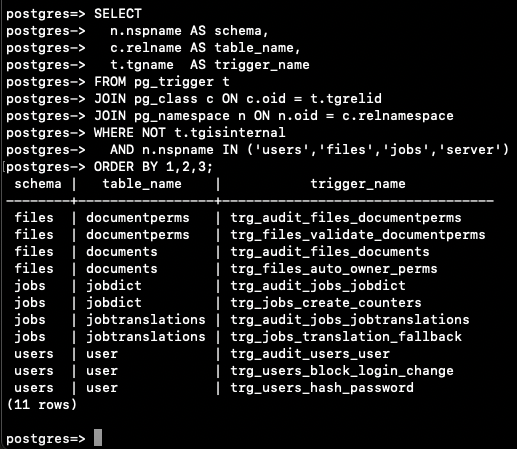 postgres=> SELECT
postgres->   n.nspname AS schema,
postgres->   c.relname AS table_name,
postgres->   t.tgname  AS trigger_name
postgres-> FROM pg_trigger t
postgres-> JOIN pg_class c ON c.oid = t.tgrelid
postgres-> JOIN pg_namespace n ON n.oid = c.relnamespace
postgres-> WHERE NOT t.tgisinternal
postgres->   AND n.nspname IN ('users','files','jobs','server')
postgres-> ORDER BY 1,2,3;
 schema |   table_name    |          trigger_name
--------+-----------------+---------------------------------
 files  | documentperms   | trg_audit_files_documentperms
 files  | documentperms   | trg_files_validate_documentperms
 files  | documents       | trg_audit_files_documents
 files  | documents       | trg_files_auto_owner_perms
 jobs   | jobdict         | trg_audit_jobs_jobdict
 jobs   | jobdict         | trg_jobs_create_counters
 jobs   | jobtranslations | trg_audit_jobs_jobtranslations
 jobs   | jobtranslations | trg_jobs_translation_fallback
 users  | user            | trg_audit_users_user
 users  | user            | trg_users_block_login_change
 users  | user            | trg_users_hash_password
(11 rows)
postgres=>